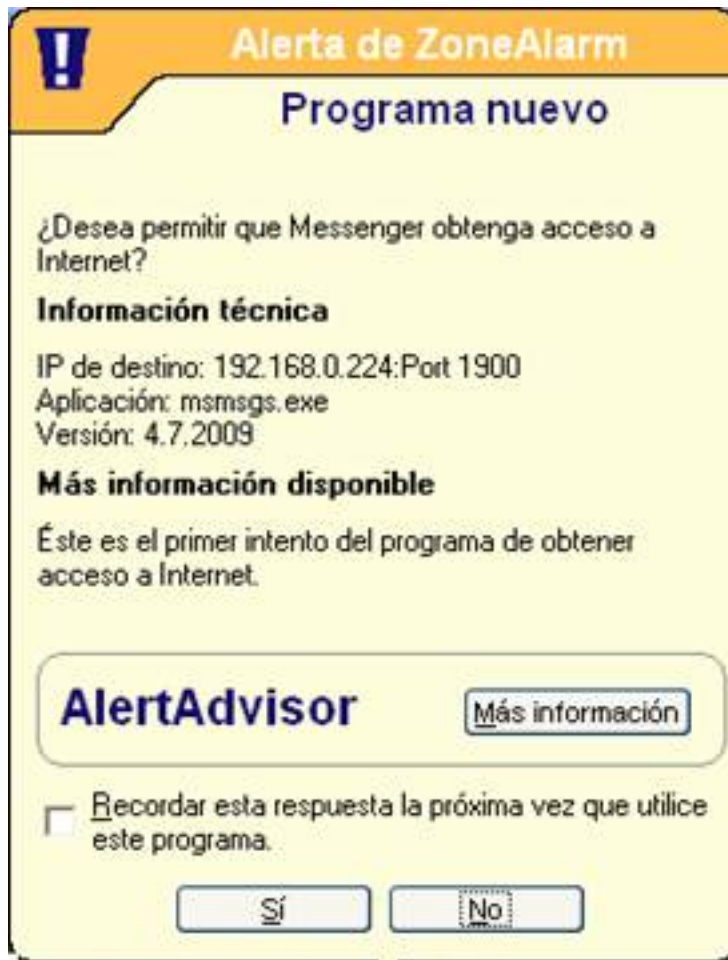 Alerta de ZoneAlarm
Programa nuevo
¿Desea permitir que Messenger obtenga acceso a
Internet?
Información técnica
IP de destino: 192.168.0.224:Port 1900
Aplicación: msmsgs.exe
Versión: 4.7.2009
Más información disponible
Éste es el primer intento del programa de obtener
acceso a Internet.
AlertAdvisor
Más información
Recordar esta respuesta la próxima vez que utilice
este programa.
Sí
No